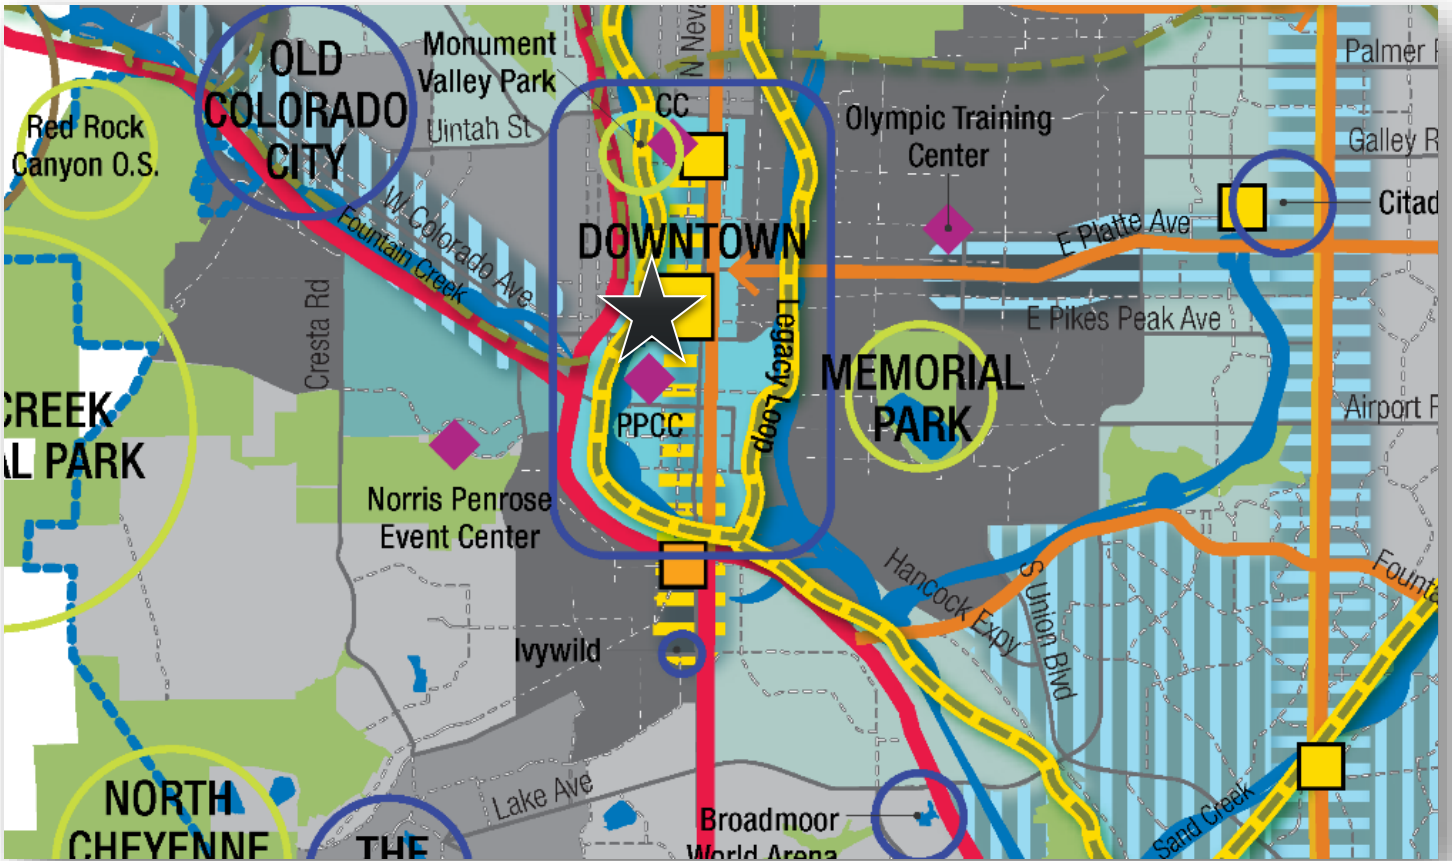 OLD
COLORADO
CITY
Monument
Valley Park
N Neva
CC
Uintah St
Red Rock
Canyon O.S.
Olympic Training
Center
Palmer
Galley R
Citad
W Colorado Ave
Fountain Creek
DOWNTOWN
E Platte Ave
E Pikes Peak Ave
Cresta Rd
Legacy Loop
MEMORIAL
PARK
CREEK
AL PARK
PPCC
Airport
Norris Penrose
Event Center
Hancock Expy
S Union Blvd
Founta
Ivywild
Lake Ave
NORTH
CHEYENNE
THE
Broadmoor
World Arena
Sand Creek